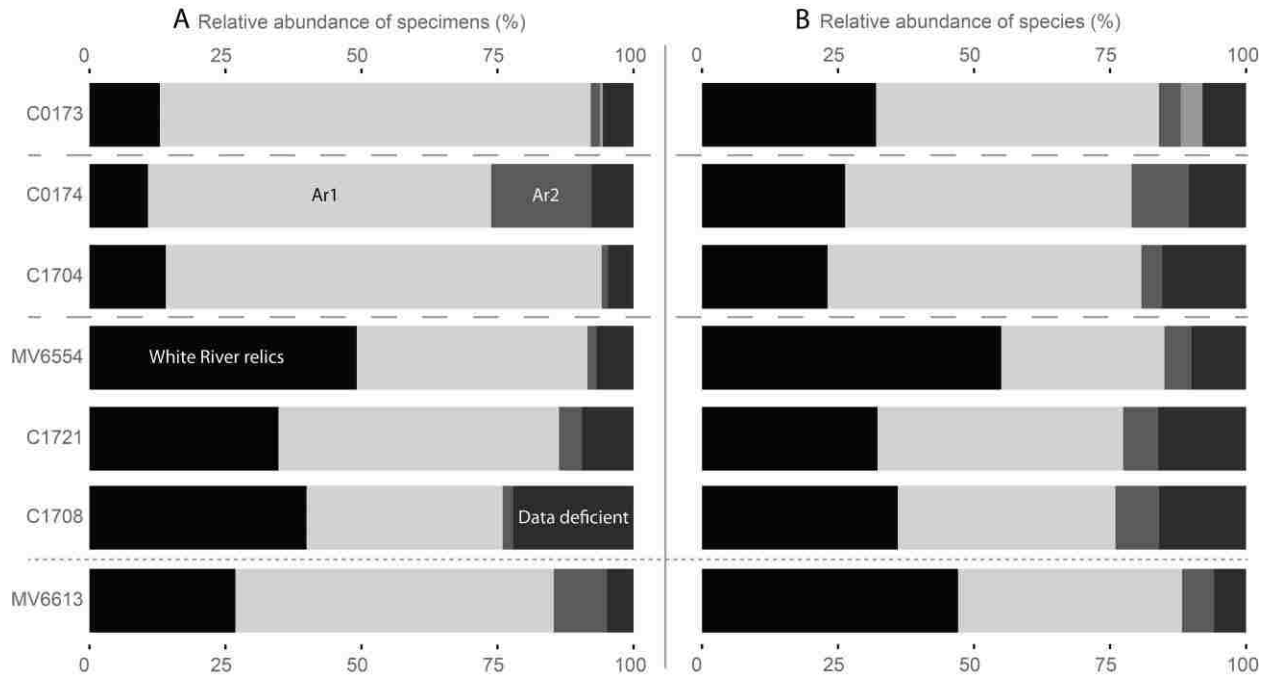 A Relative abundance of specimens (%)
B Relative abundance of species (%)
0 25 50 75 100
0 25 50 75 100
C0173
C0174
Ar1
Ar2
C1704
MV6554
White River relics
C1721
C1708
Data deficient
MV6613
0 25 50 75 100
0 25 50 75 100